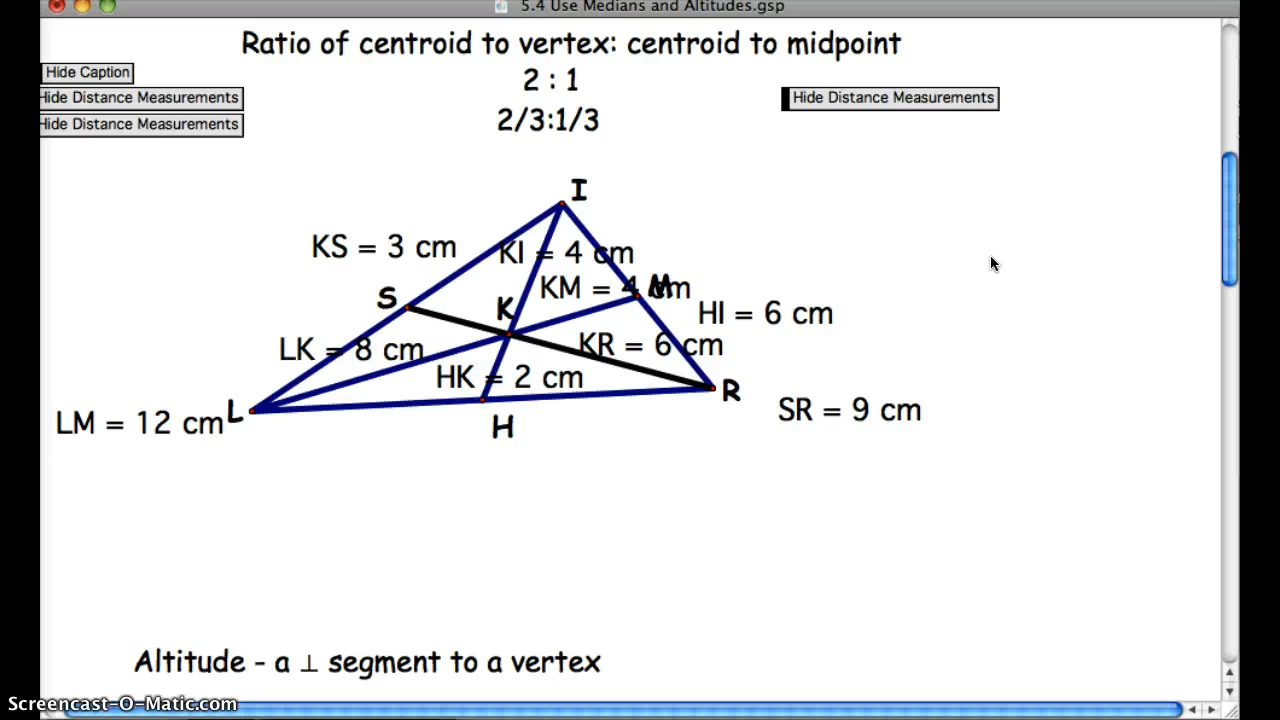 5.4 Use Medians and Altitudes.gsp
Ratio of centroid to vertex: centroid to midpoint
Hide Caption
2 : 1
Hide Distance Measurements
Hide Distance Measurements
2/3:1/3
Hide Distance Measurements
I
KS = 3 cm
KI = 4 cm
S
K
KM = 4 cm
M
HI = 6 cm
LK = 8 cm
KR = 6 cm
HK = 2 cm
R
L
LM = 12 cm
H
SR = 9 cm
Altitude - a ⊥ segment to a vertex
Screencast-O-Matic.com